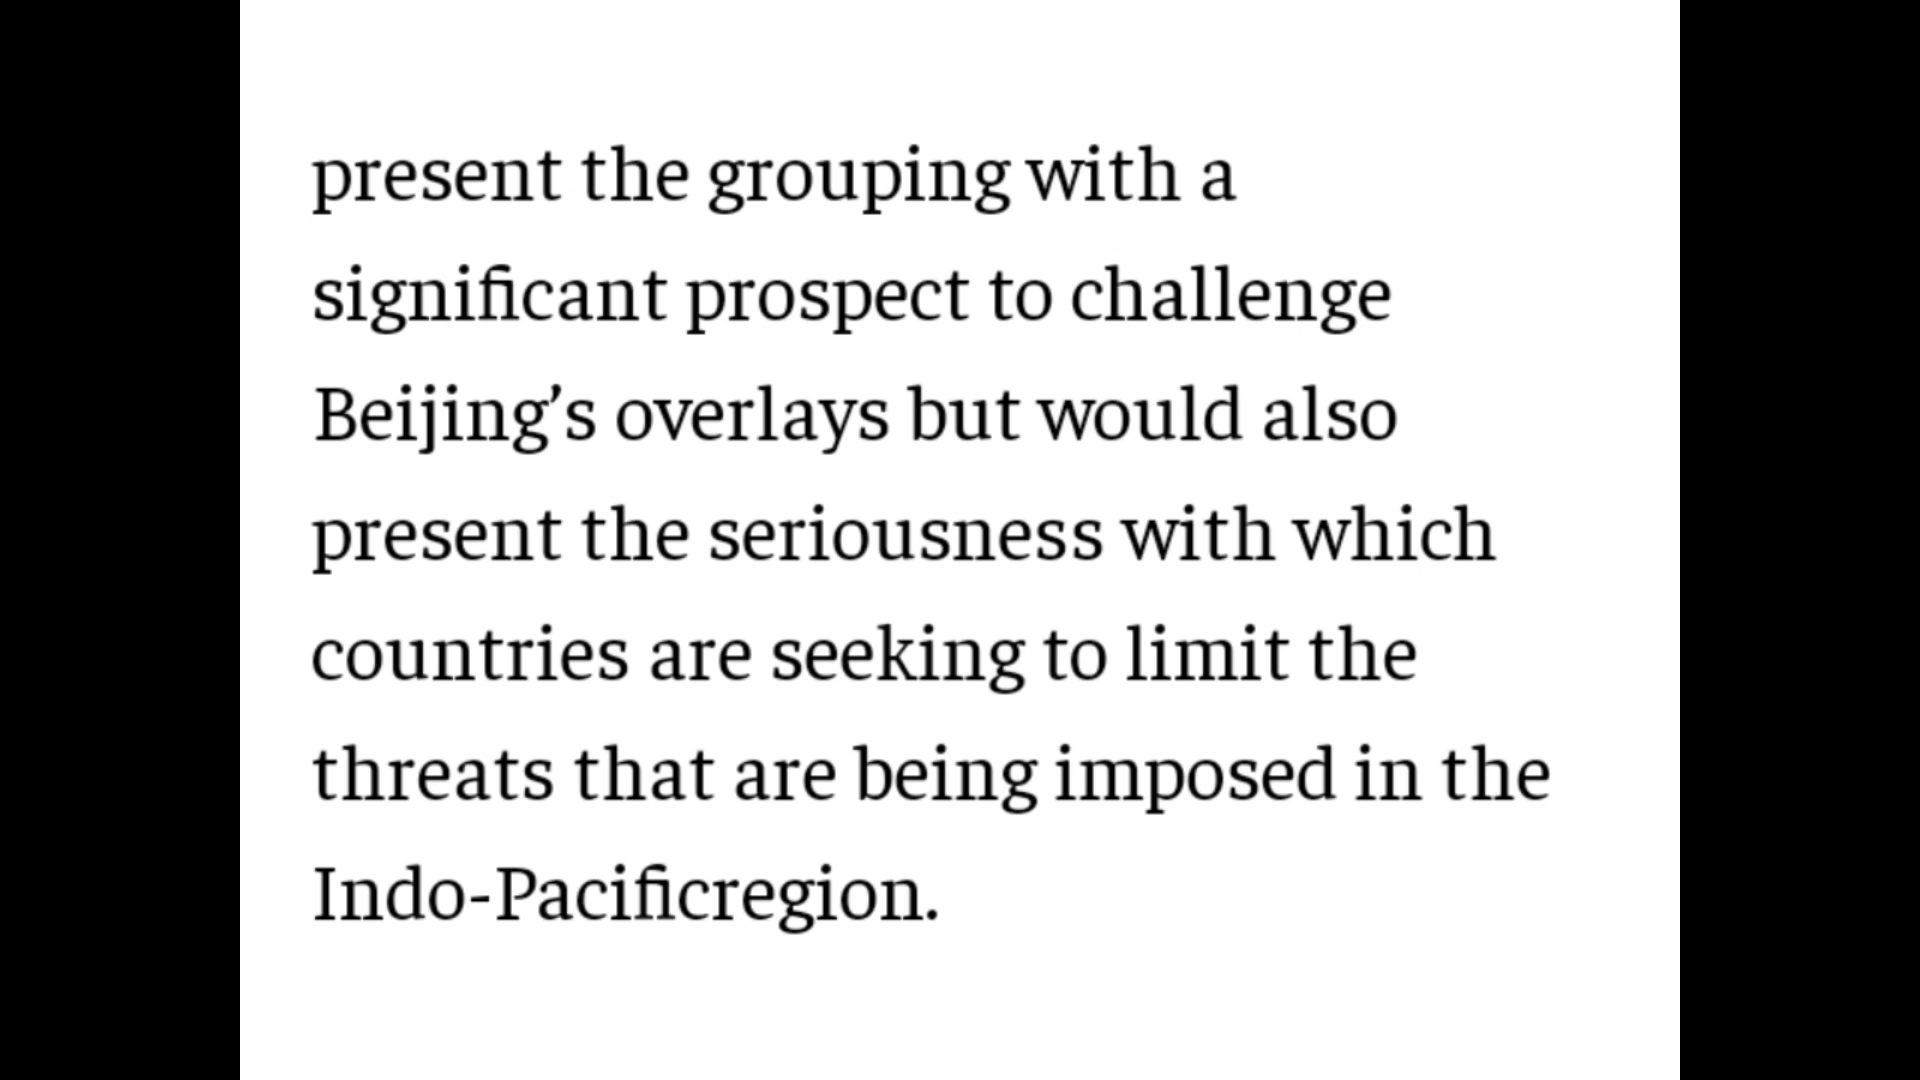 present the grouping with a
significant prospect to challenge
Beijing’s overlays but would also
present the seriousness with which
countries are seeking to limit the
threats that are being imposed in the
Indo-Pacificregion.